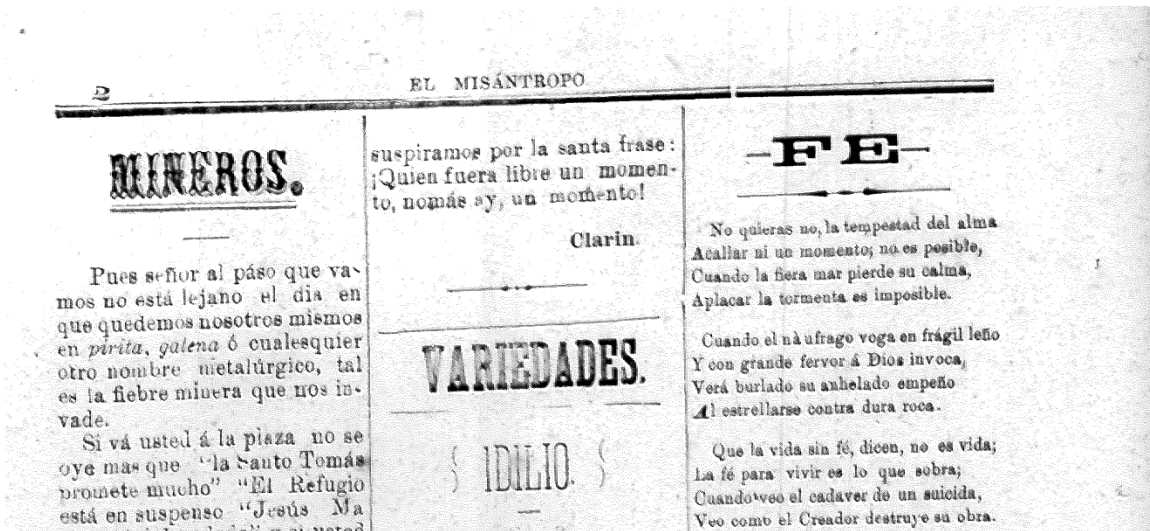 2
EL MISÁNTROPO
MINEROS.
Pues señor al páso que va-
mos no está lejano el dia en
que quedemos nosotros mismos
en pirita, galena ó cualesquier
otro nombre metalúrgico, tal
es la fiebre minera que nos in-
vade.
Si vá usted á la plaza no se
oye mas que "la Santo Tomás
promete mucho" "El Refugio
está en suspenso "Jesús Ma
usted
suspiramos por la santa frase:
¡Quien fuera libre un momen-
to, nomás ay, un momento!
Clarin.
VARIEDADES.
IDILIO.
-FE-
No quieras no, la tempestad del alma
Acallar ni un momento; no es posible,
Cuando la fiera mar pierde su calma,
Aplacar la tormenta es imposible.
Cuando el nàufrago voga en frágil leño
Y con grande fervor á Dios invoca,
Verá burlado su anhelado empeño
Al estrellarse contra dura roca.
Que la vida sin fé, dicen, no es vida;
La fé para vivir es lo que sobra;
Cuando veo el cadaver de un suicida,
Veo como el Creador destruye su obra.